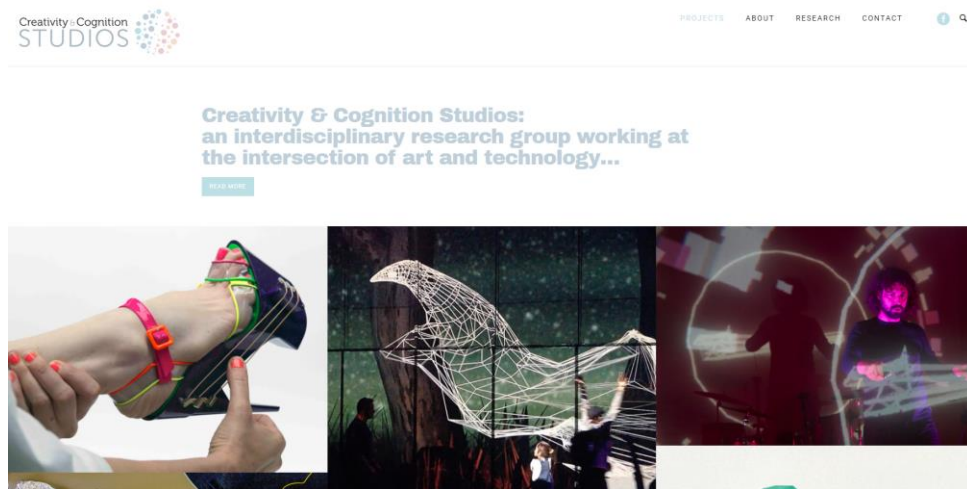 Creativity & Cognition
STUDIOS
PROJECTS ABOUT RESEARCH CONTACT
f
Creativity & Cognition Studios:
an interdisciplinary research group working at
the intersection of art and technology...
READ MORE